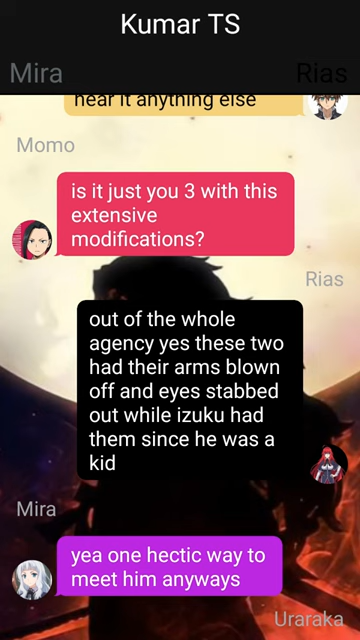 Kumar TS
Mira
Rias
hear it anything else
Momo
is it just you 3 with this
extensive
modifications?
Rias
out of the whole
agency yes these two
had their arms blown
off and eyes stabbed
out while izuku had
them since he was a
kid
Mira
yea one hectic way to
meet him anyways
Uraraka